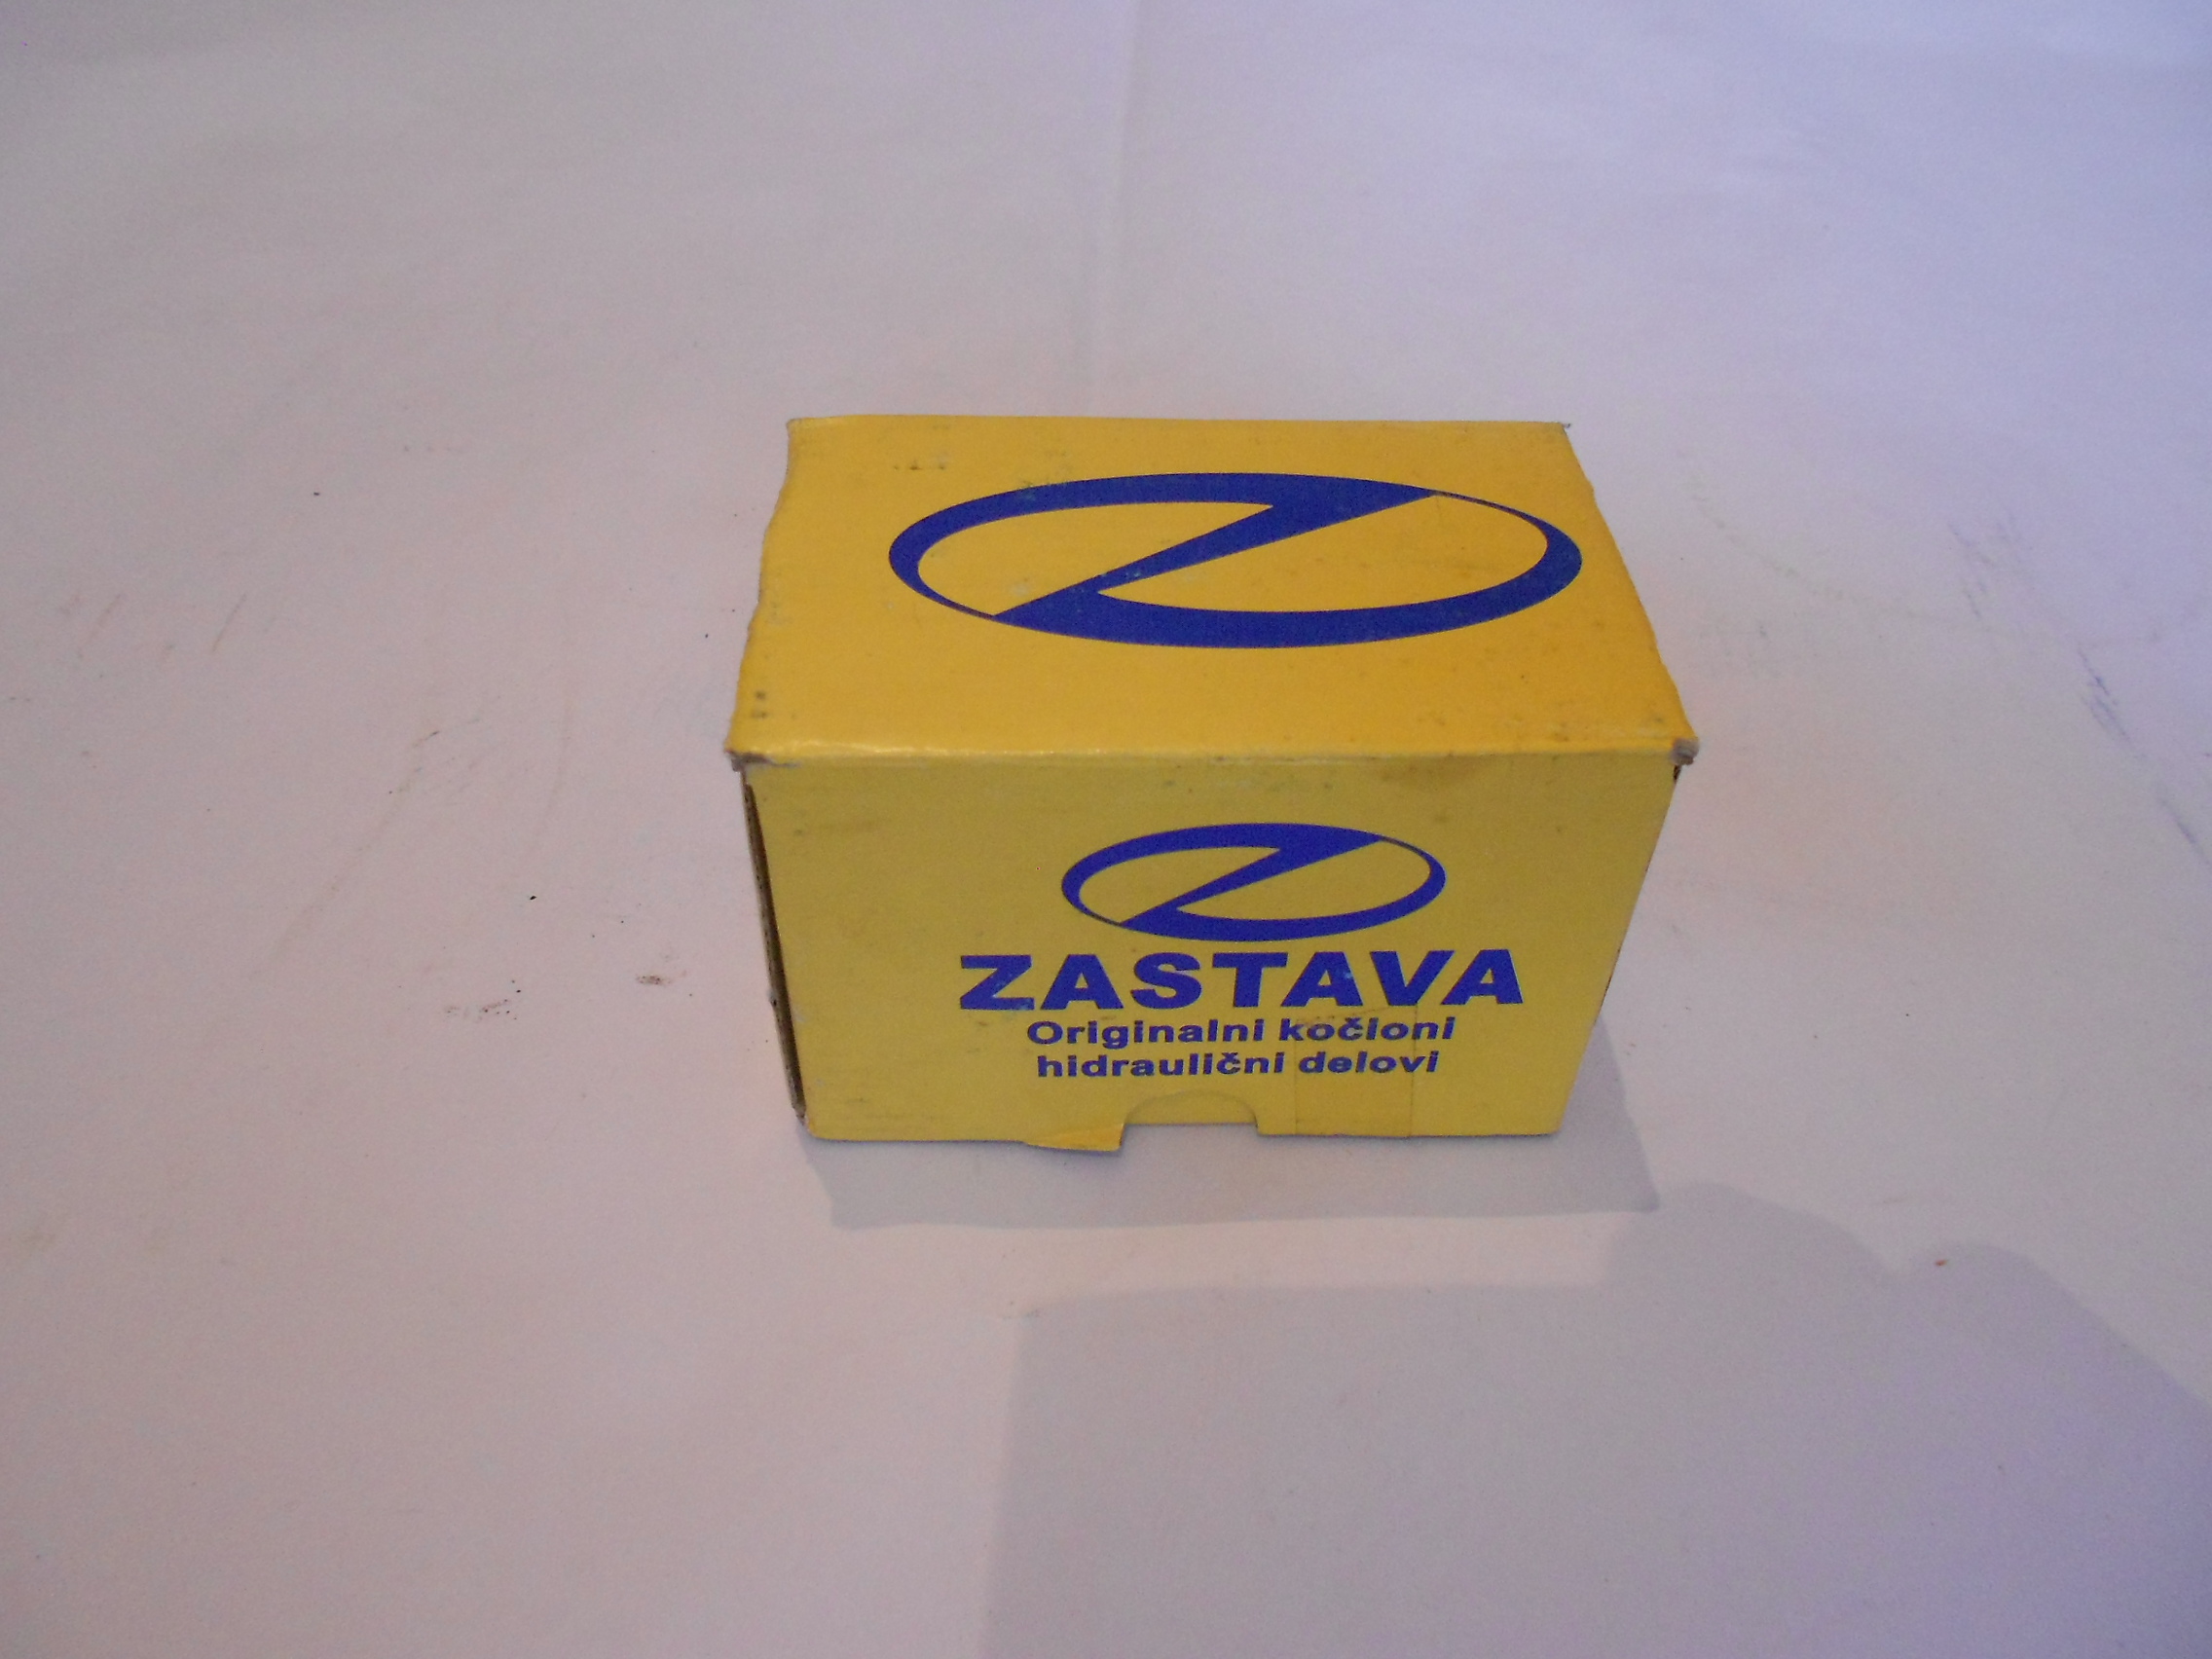 ZASTAVA
Originalni kočioni
hidraulični delovi